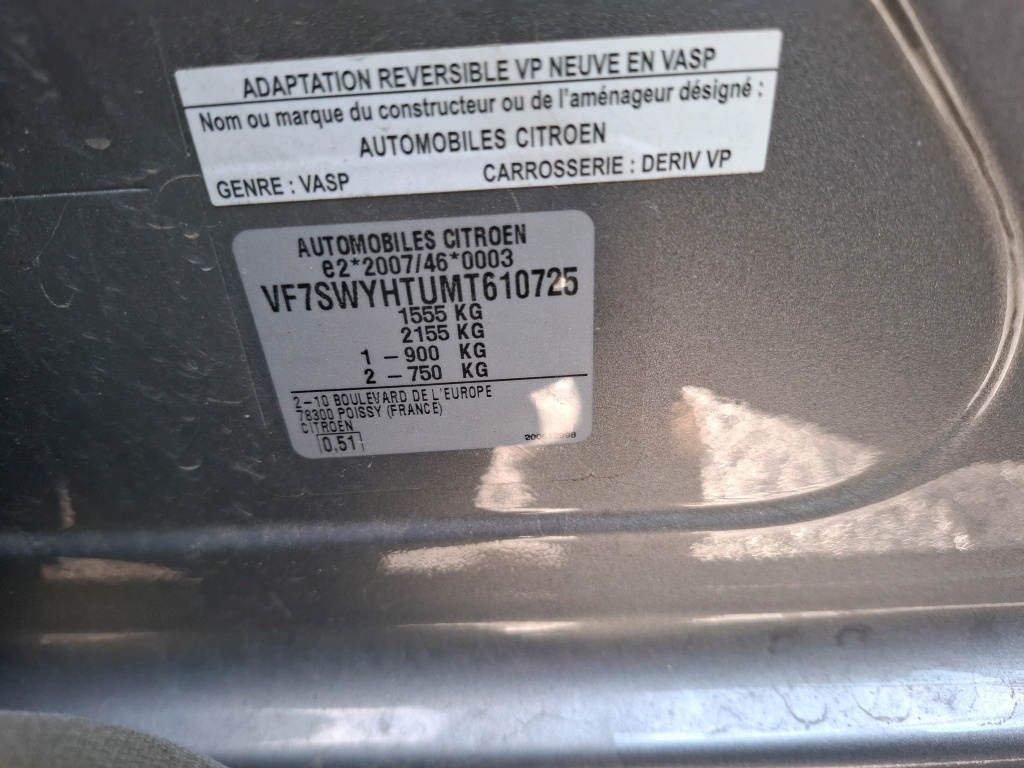 ADAPTATION REVERSIBLE VP NEUVE EN VASP
Nom ou marque du constructeur ou de l'aménageur désigné :
AUTOMOBILES CITROEN
GENRE : VASP CARROSSERIE : DERIV VP
AUTOMOBILES CITROEN
e2*2007/46*0003
VF7SWYHTUMT610725
1555 KG
2155 KG
1 – 900 KG
2 – 750 KG
2-10 BOULEVARD DE L'EUROPE
78300 POISSY (FRANCE)
CITROEN
0.51